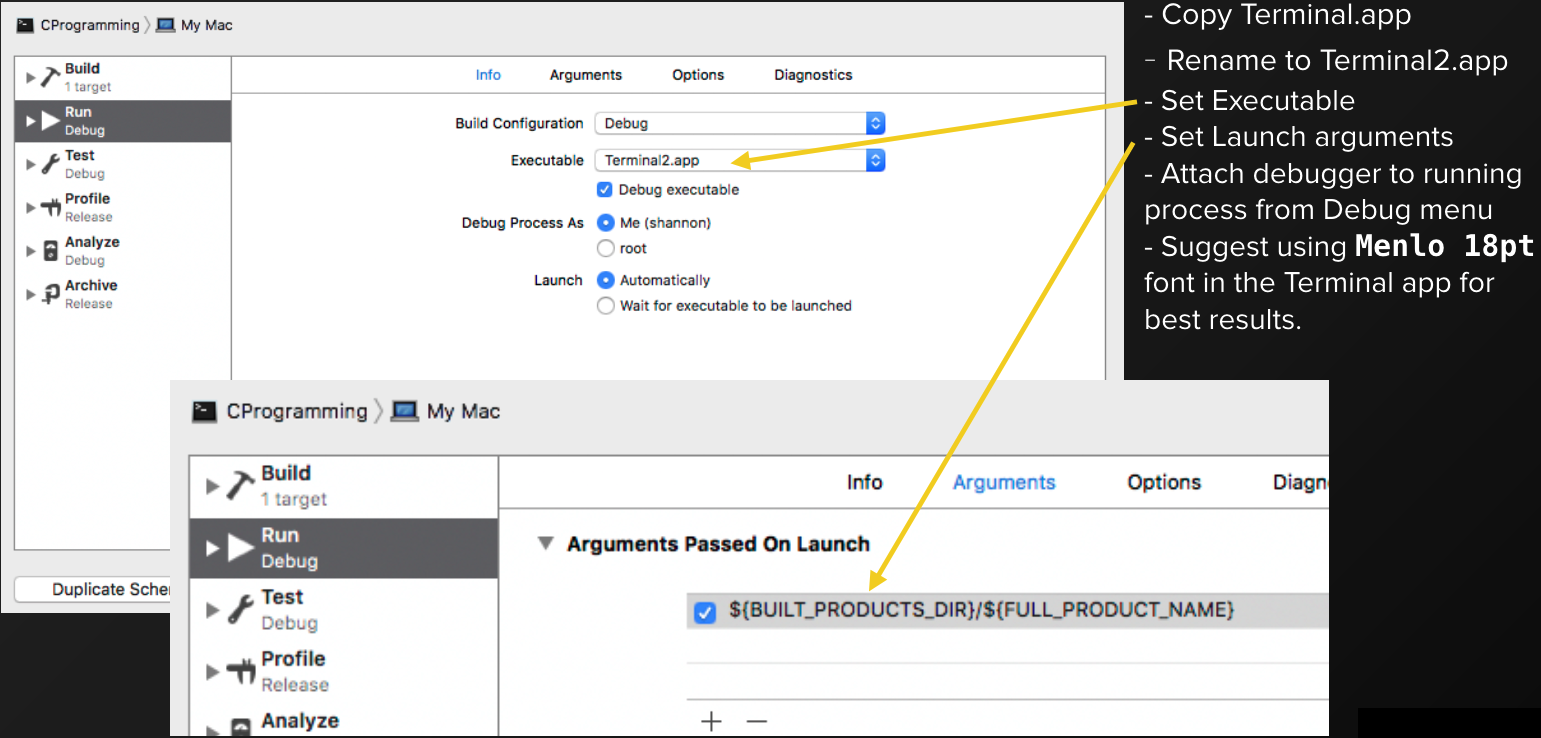 CProgramming 〉 My Mac
Build
1 target
Run
Debug
Test
Debug
Profile
Release
Analyze
Debug
Archive
Release
Info Arguments Options Diagnostics
Build Configuration Debug
Executable Terminal2.app
Debug executable
Debug Process As Me (shannon)
root
Launch Automatically
Wait for executable to be launched
Duplicate Sche
- Copy Terminal.app
- Rename to Terminal2.app
- Set Executable
- Set Launch arguments
- Attach debugger to running
process from Debug menu
- Suggest using Menlo 18pt
font in the Terminal app for
best results.
CProgramming 〉 My Mac
Build
1 target
Run
Debug
Test
Debug
Profile
Release
Analyze
Info Arguments Options Diagn
Arguments Passed On Launch
${BUILT_PRODUCTS_DIR}/${FULL_PRODUCT_NAME}
+ −